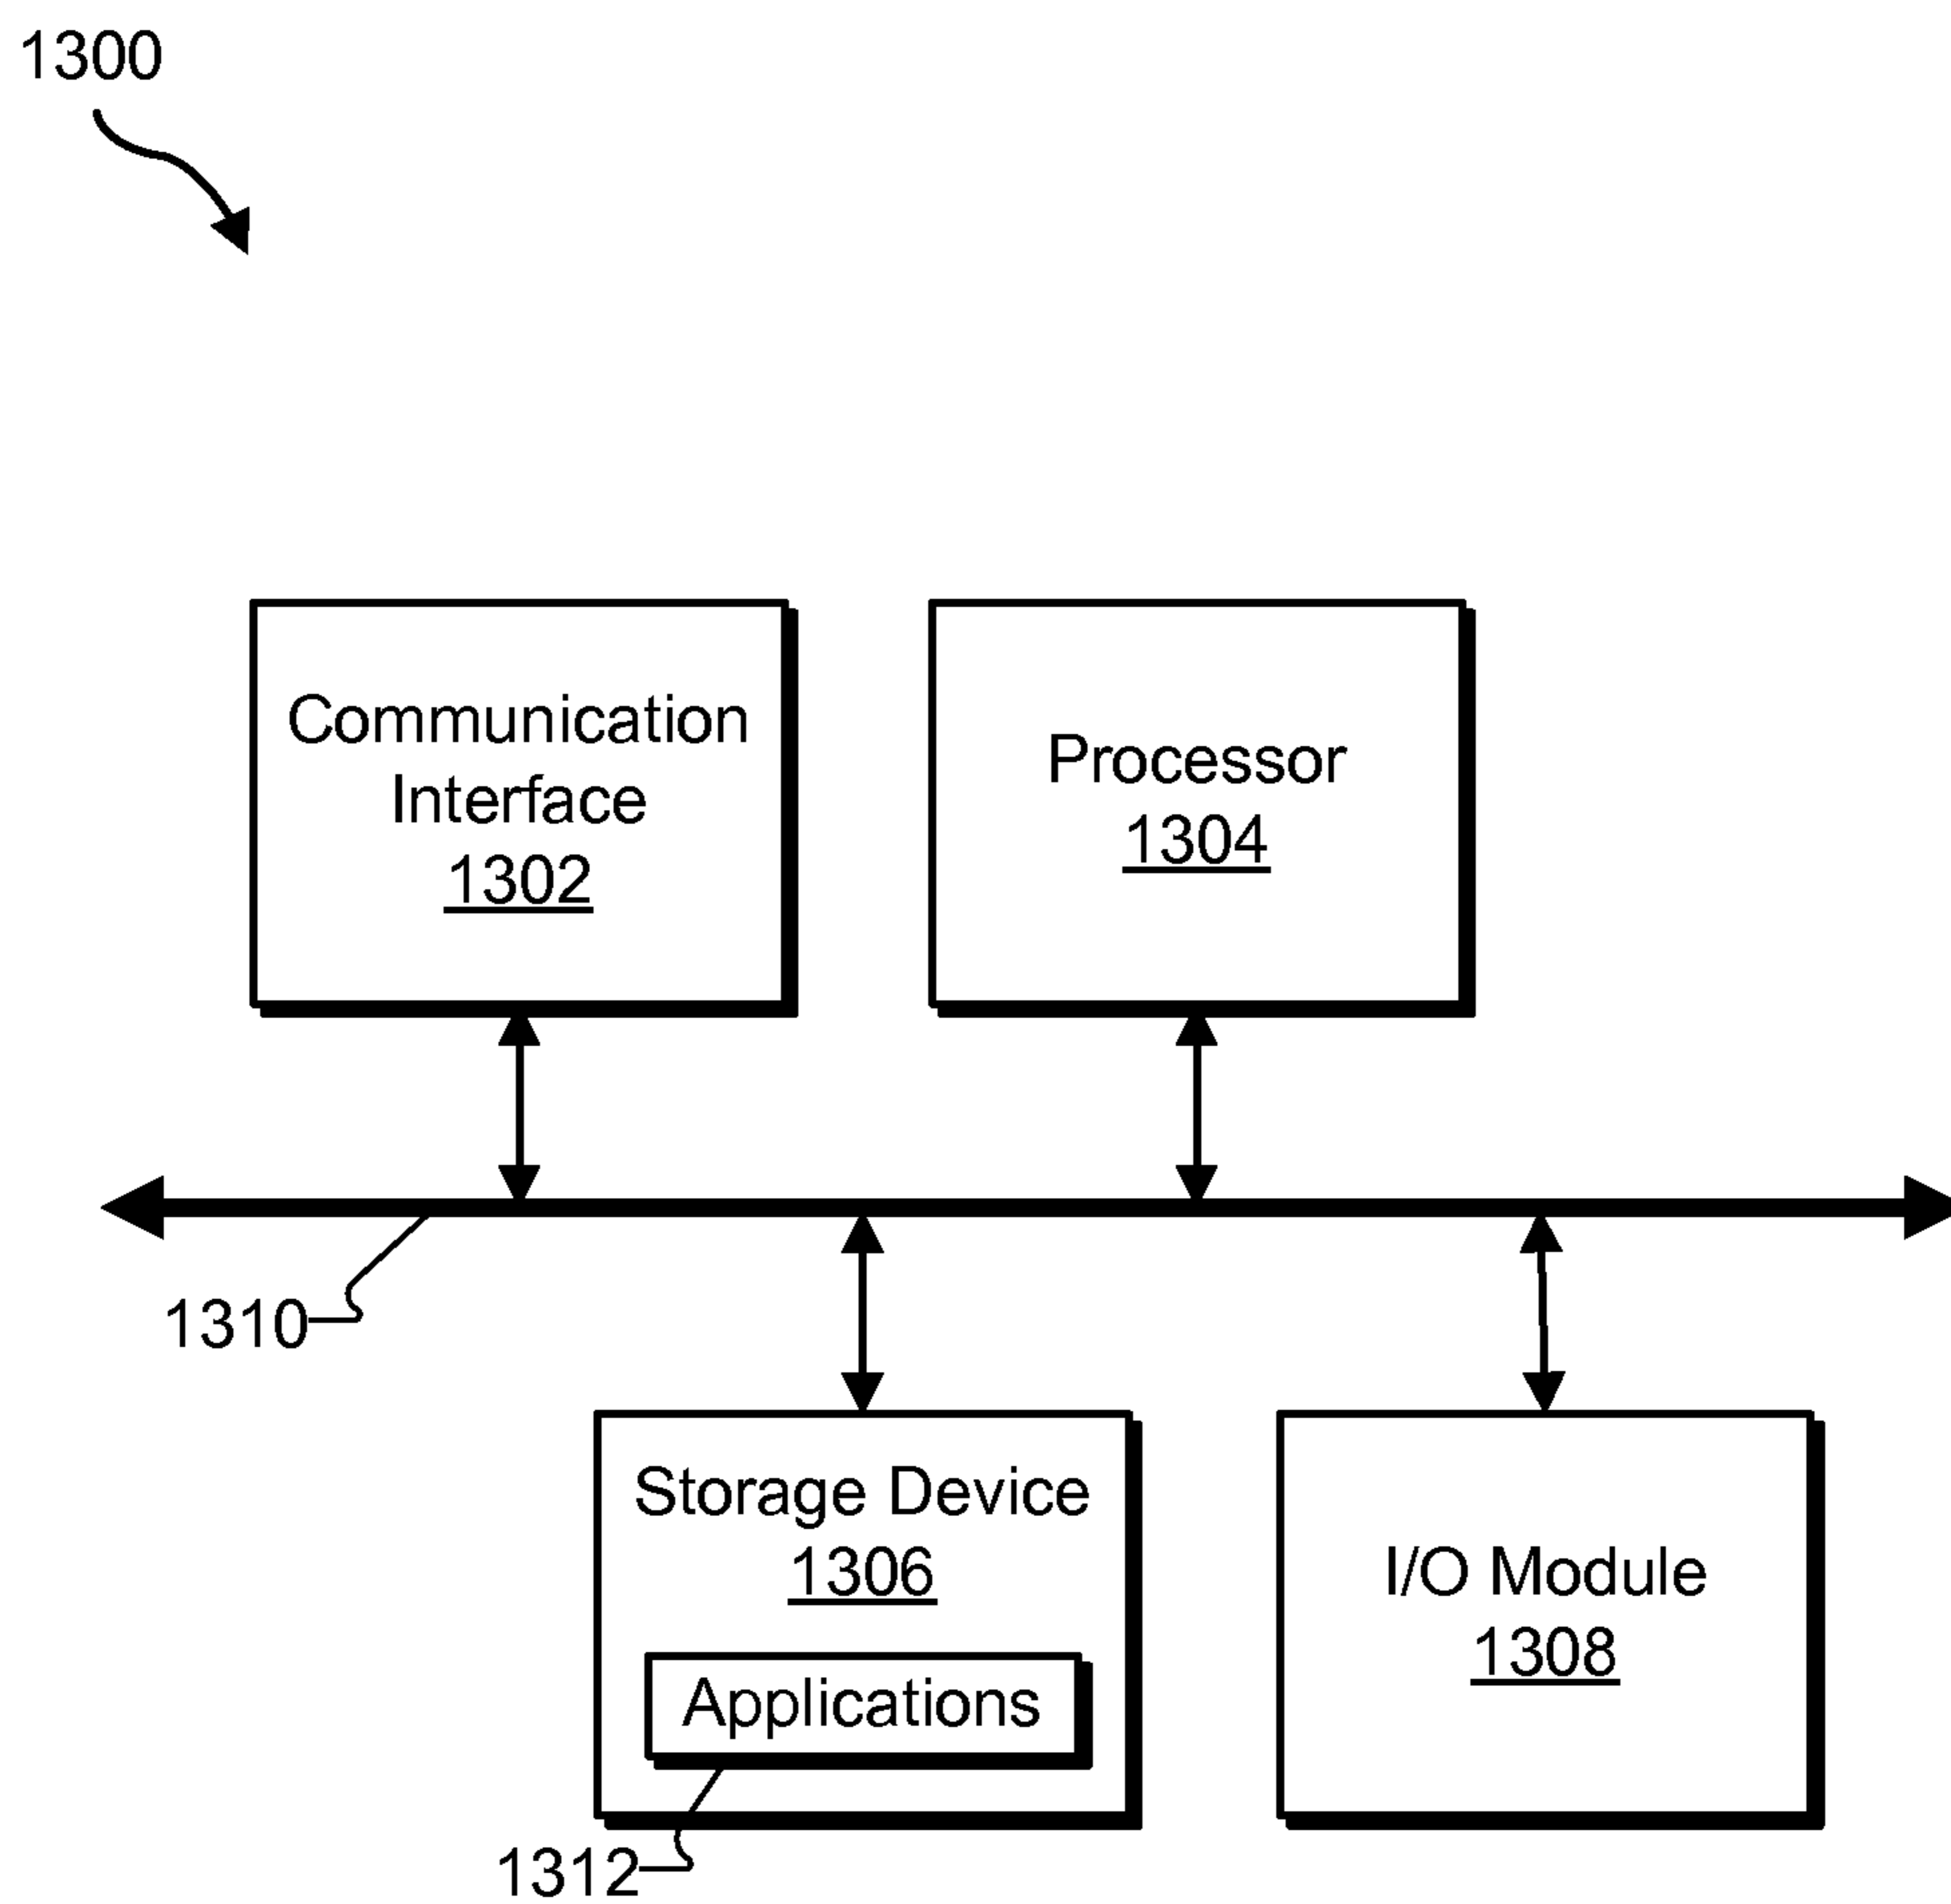 1300
Communication
Interface
1302
Processor
1304
1310
Storage Device
1306
Applications
1312
I/O Module
1308